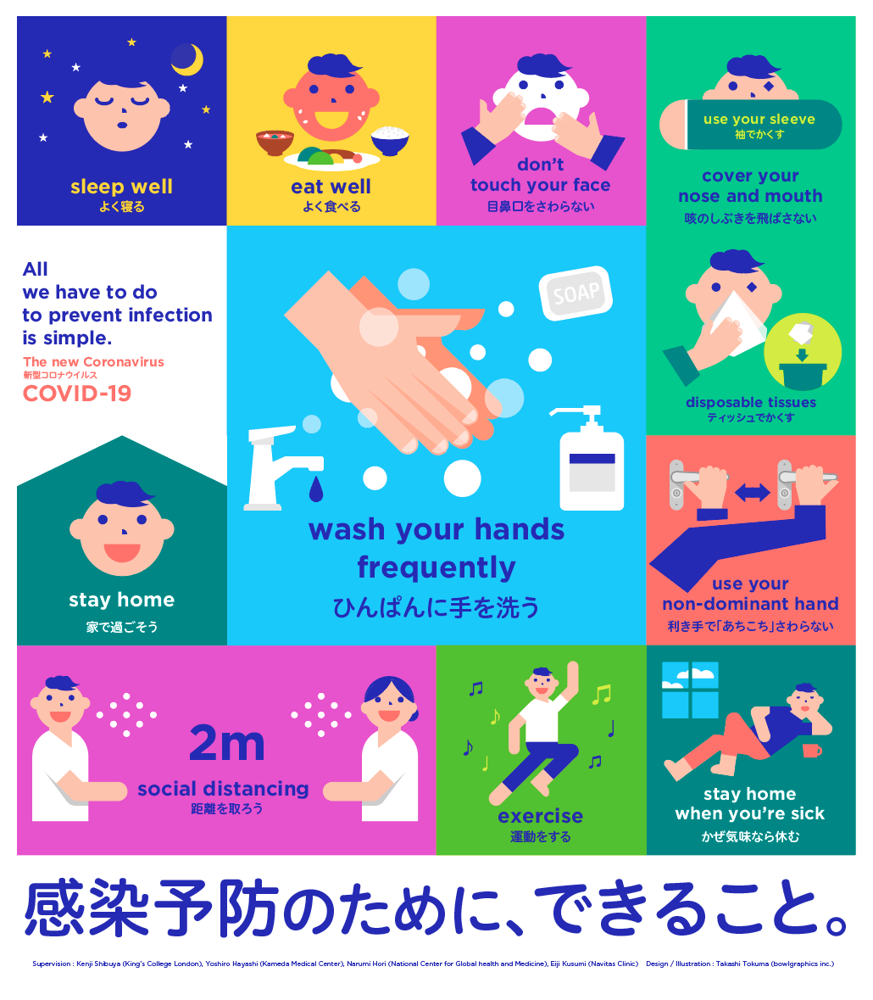 sleep well
よく寝る
eat well
よく食べる
don't
touch your face
目鼻口をさわらない
use your sleeve
袖でかくす
cover your
nose and mouth
咳のしぶきを飛ばさない
All
we have to do
to prevent infection
is simple.
The new Coronavirus
新型コロナウイルス
COVID-19
SOAP
wash your hands
frequently
ひんぱんに手を洗う
disposable tissues
ティッシュでかくす
stay home
家で過ごそう
use your
non-dominant hand
利き手で「あちこち」さわらない
2m
social distancing
距離を取ろう
exercise
運動をする
stay home
when you're sick
かぜ気味なら休む
感染予防のために、できること。
Supervision : Kenji Shibuya (King's College London), Yoshiro Hayashi (Kameda Medical Center), Narumi Hori (National Center for Global health and Medicine), Eiji Kusumi (Navitas Clinic) Design / Illustration : Takashi Tokuma (bowlgraphics inc.)